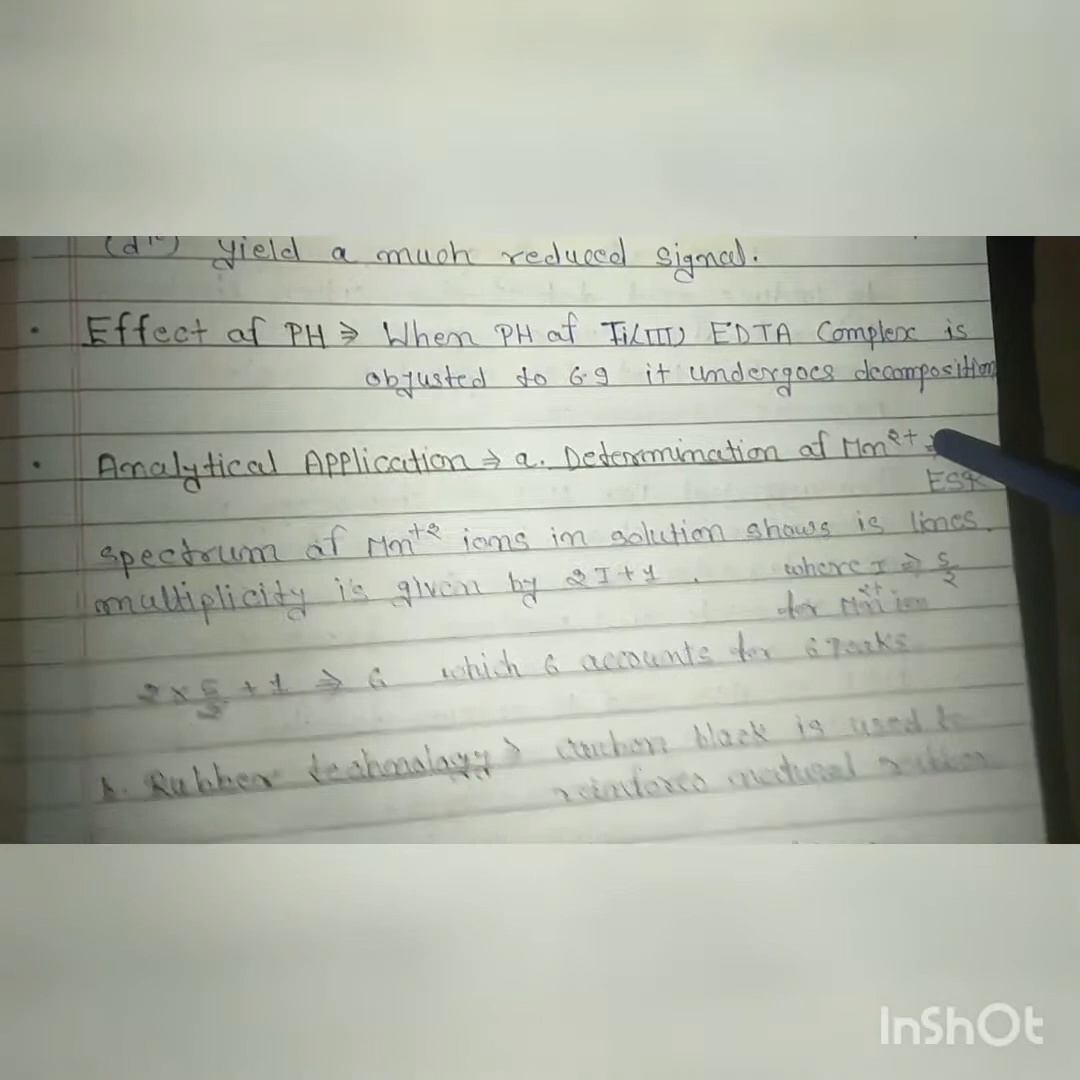 yield a much reduced signal.
• Effect of PH ⇒ When PH of Ti(III) EDTA Complex is
objusted to 6.9 it undergoes decomposition
• Analytical Application ⇒ a. Determination of Mn2+ ⇒
ESR
spectrum of Mn+2 ions in solution shows is lines.
multiplicity is given by 2I+1. where I ⇒ 5/2
for ion
2 x 5/2 + 1 ⇒ 6 which 6 accounts for 6
Rubber technology ⇒ carbon black is used to
reinforce natural rubber
InShOt